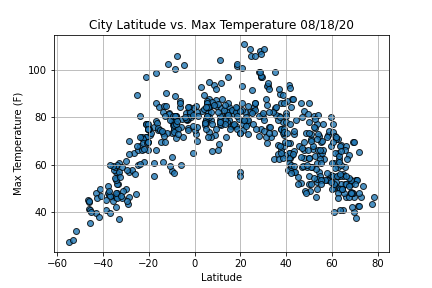 City Latitude vs. Max Temperature 08/18/20
Max Temperature (F)
100
80
60
40
−60 −40 −20 0 20 40 60 80
Latitude